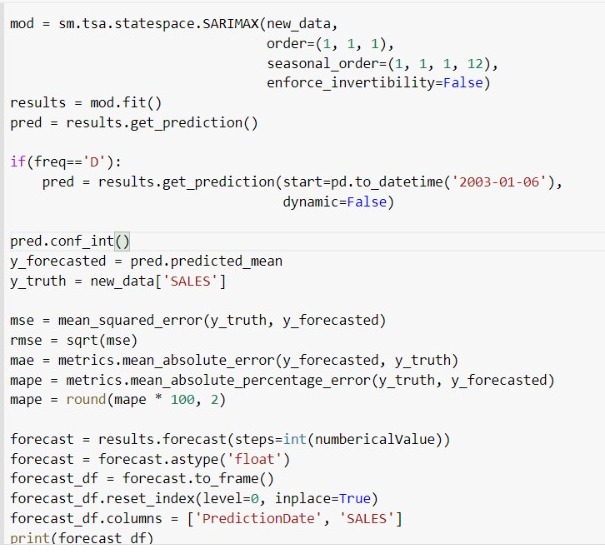 mod = sm.tsa.statespace.SARIMAX(new_data,
                                order=(1, 1, 1),
                                seasonal_order=(1, 1, 1, 12),
                                enforce_invertibility=False)
results = mod.fit()
pred = results.get_prediction()
if(freq=='D'):
    pred = results.get_prediction(start=pd.to_datetime('2003-01-06'),
                                  dynamic=False)
pred.conf_int()
y_forecasted = pred.predicted_mean
y_truth = new_data['SALES']
mse = mean_squared_error(y_truth, y_forecasted)
rmse = sqrt(mse)
mae = metrics.mean_absolute_error(y_forecasted, y_truth)
mape = metrics.mean_absolute_percentage_error(y_truth, y_forecasted)
mape = round(mape * 100, 2)
forecast = results.forecast(steps=int(numbericalValue))
forecast = forecast.astype('float')
forecast_df = forecast.to_frame()
forecast_df.reset_index(level=0, inplace=True)
forecast_df.columns = ['PredictionDate', 'SALES']
print(forecast_df)